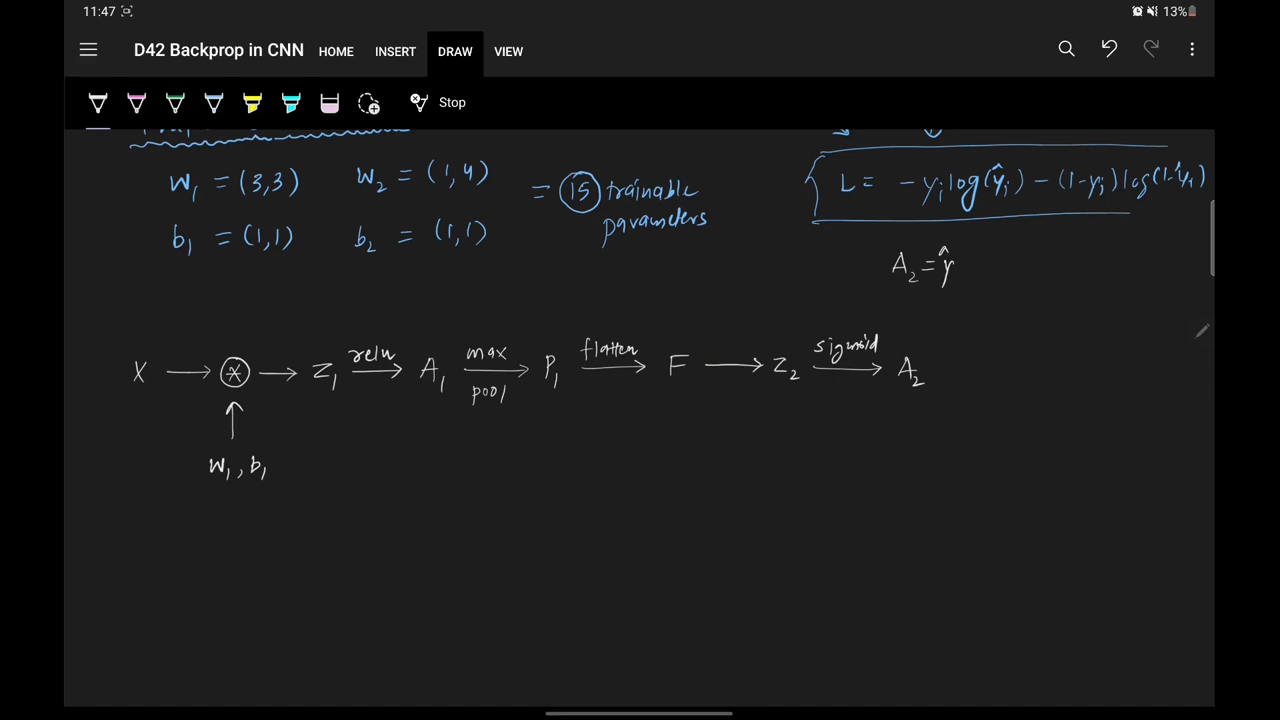 11:47 13%
D42 Backprop in CNN HOME INSERT DRAW VIEW
Stop
W₁ = (3,3) W₂ = (1,4) = 15 trainable parameters
b₁ = (1,1) b₂ = (1,1)
L = - yᵢ log(ŷᵢ) - (1-yᵢ) log(1-ŷᵢ)
A₂ = ŷ
X → * → Z₁ relu → A₁ max pool → P₁ flatten → F → Z₂ sigmoid → A₂
W₁, b₁